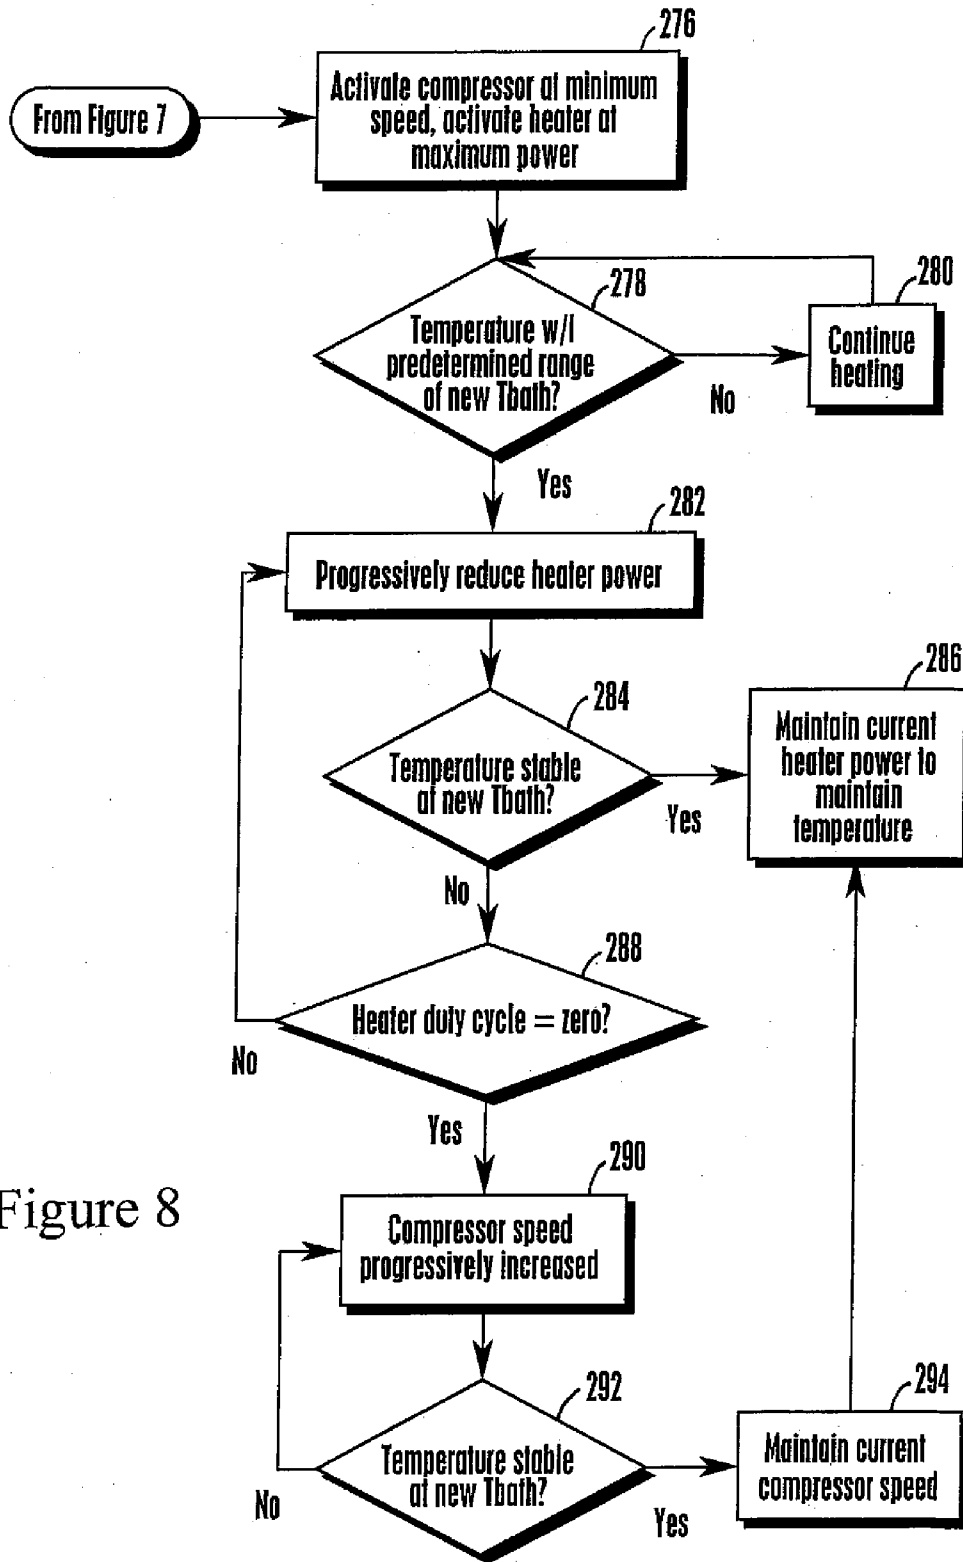 276
Activate compressor at minimum
speed, activate heater at
maximum power
From Figure 7
278
Temperature w/I
predetermined range
of new Tbath?
280
Continue
heating
No
Yes
282
Progressively reduce heater power
284
Temperature stable
at new Tbath?
Yes
286
Maintain current
heater power to
maintain
temperature
No
288
Heater duty cycle = zero?
No
Yes
290
Compressor speed
progressively increased
Figure 8
292
Temperature stable
at new Tbath?
No
Yes
294
Maintain current
compressor speed